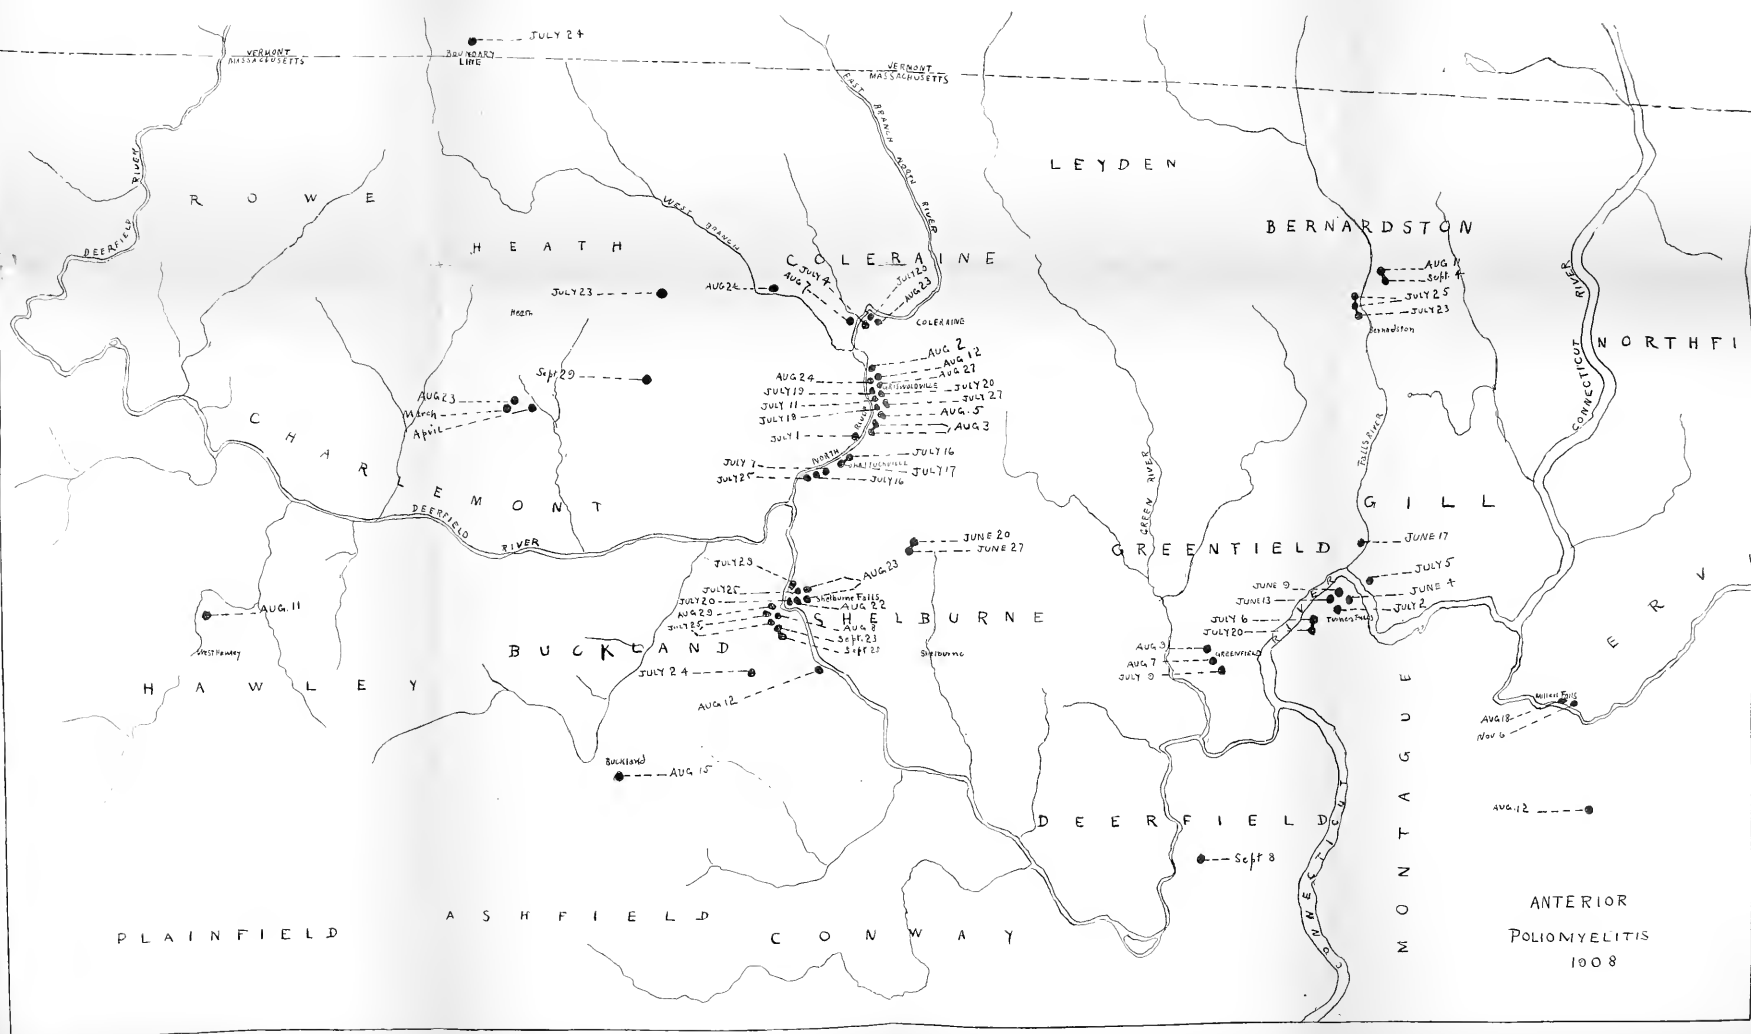 JULY 24
VERMONT
MASSACHUSETTS
BOUNDARY
LINE
VERMONT
MASSACHUSETTS
EAST BRANCH NORTH RIVER
LEYDEN
DEERFIELD RIVER
ROWE
WEST BRANCH
BERNARDSTON
HEATH
COLERAINE
JULY 4
AUG 7
JULY 20
AUG 23
AUG 11
Sept. 4
JULY 25
JULY 23
Bernadston
JULY 23
Heath
COLERAINE
CONNECTICUT RIVER
NORTHFI
AUG 2
AUG 12
AUG 27
AUG 24
GRISWOLDVILLE
JULY 20
JULY 19
JULY 27
JULY 11
JULY 18
AUG. 5
AUG 3
JULY 1
Sept 29
AUG 23
March
April
CHARLEMONT
NORTH RIVER
JULY 16
JULY 7
JULY 17
JULY 25
JULY 16
FALLS RIVER
GREEN RIVER
GILL
DEERFIELD RIVER
JUNE 20
JUNE 27
GREENFIELD
JUNE 17
JULY 29
AUG 23
JULY 25
Shelburne Falls
JULY 20
AUG 22
AUG 29
SHELBURNE
JULY 25
AUG 8
Sept. 23
Sept 28
JULY 5
JUNE 9
JUNE 4
JUNE 13
JULY 2
JULY 6
Turners Falls
JULY 20
RIVER
AUG. 11
West Hawley
BUCKLAND
Shelburne
AUG 3
GREENFIELD
AUG 7
JULY 9
ERV
HAWLEY
JULY 24
AUG 12
Millers Falls
AUG 18
NOV 6
Buckland
AUG 15
MONTAGUE
AUG. 12
DEERFIELD
CONNECTICUT
Sept 8
ASHFIELD
PLAINFIELD
CONWAY
ANTERIOR
POLIOMYELITIS
1908